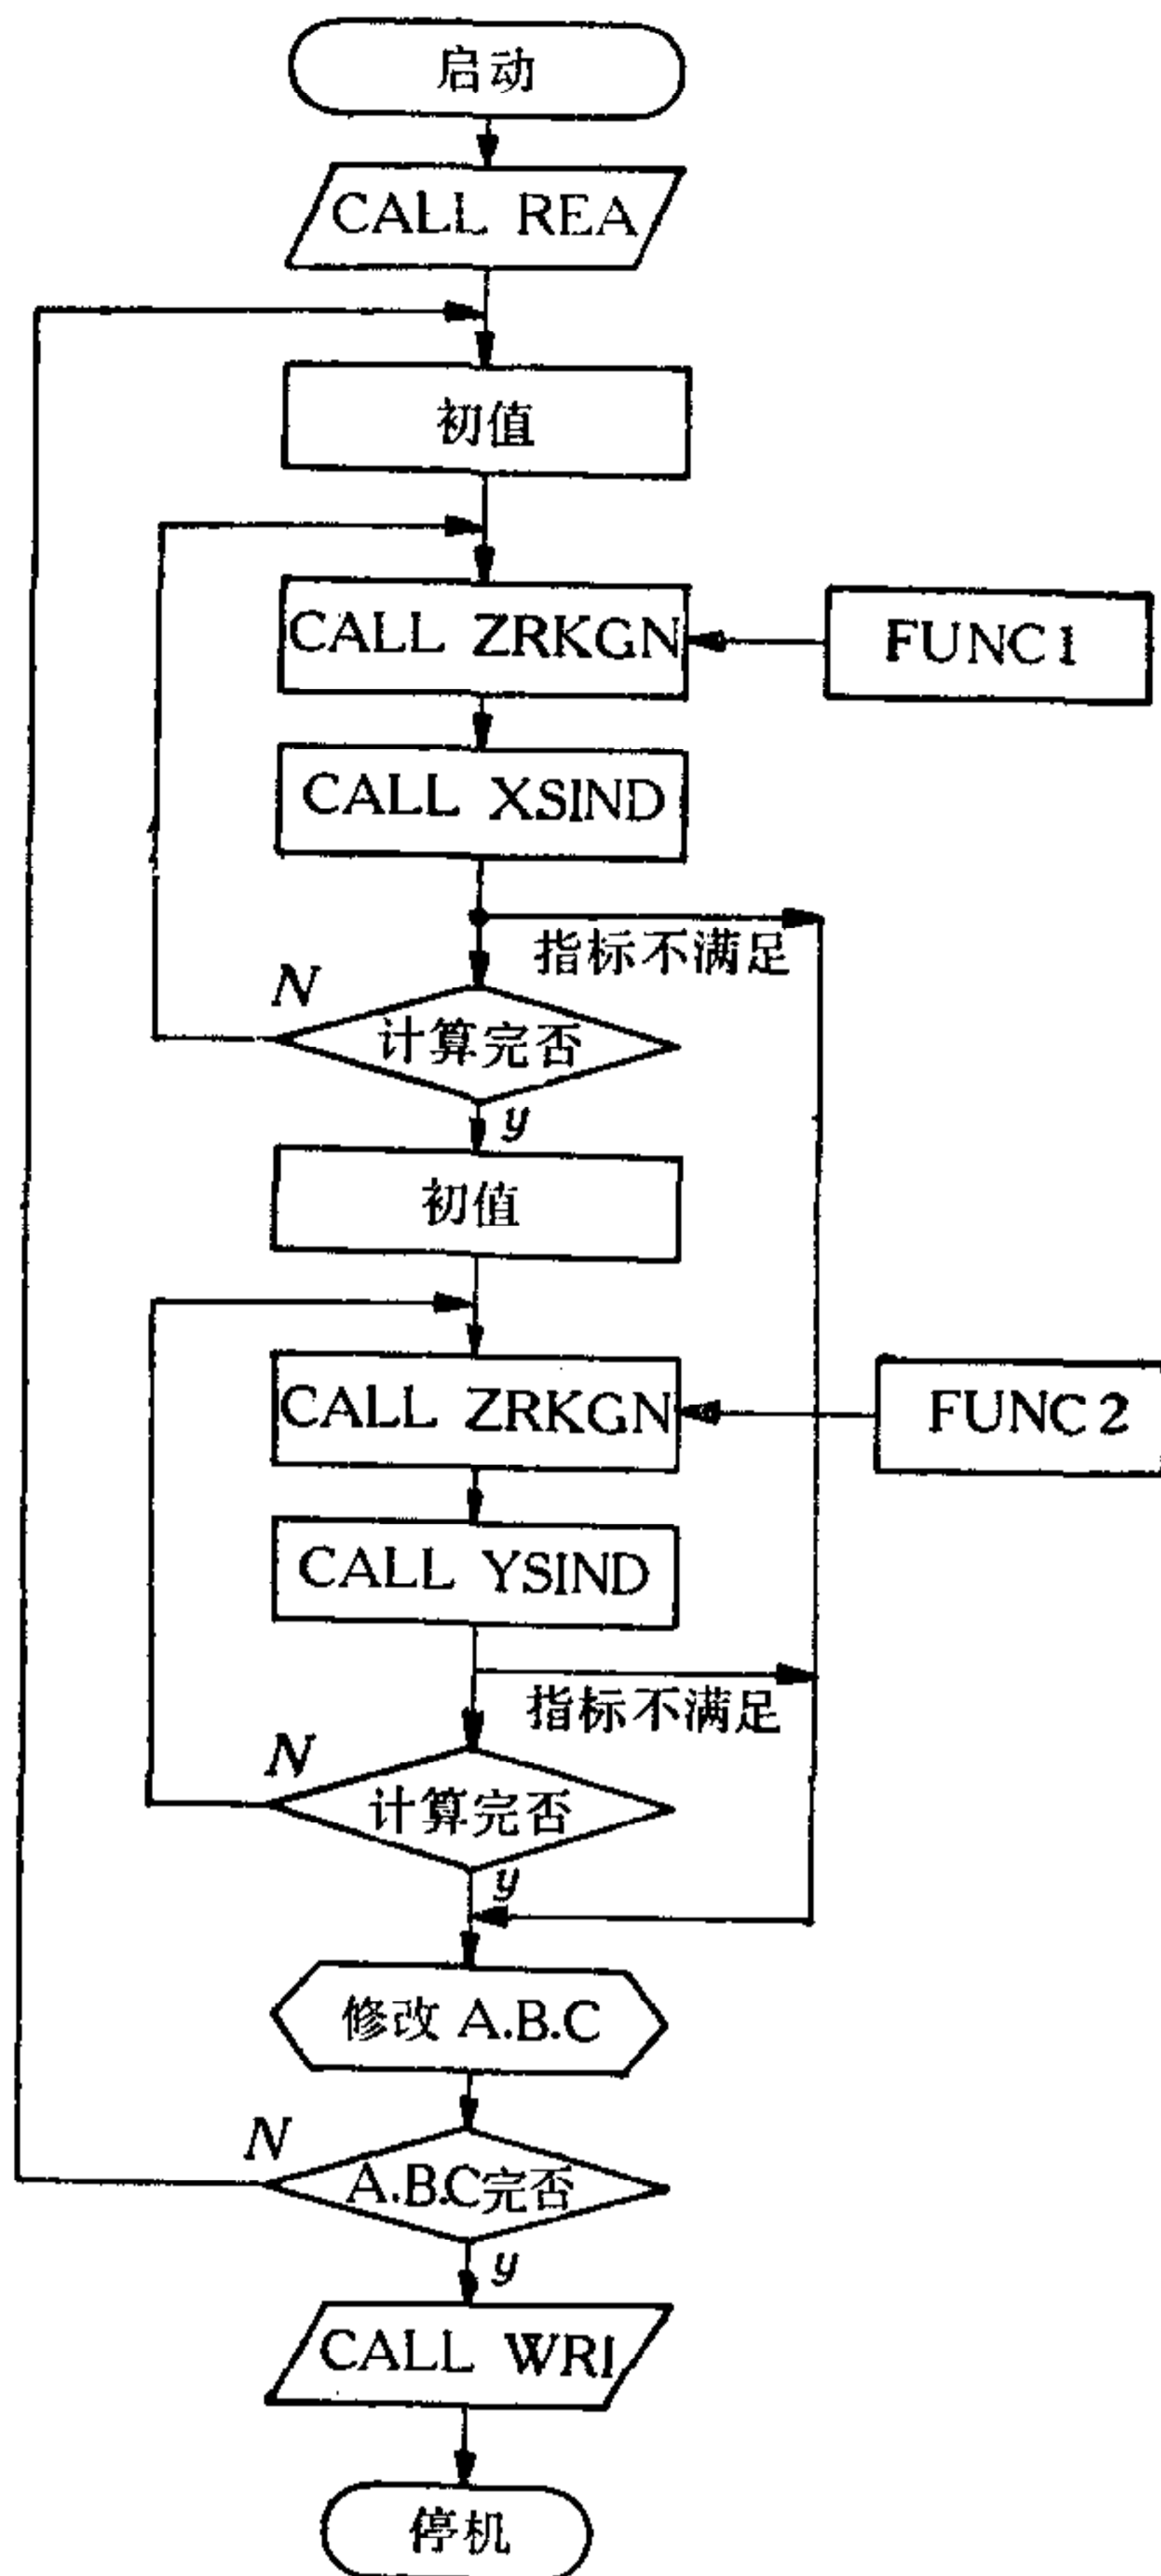 启动
CALL REA
初值
CALL ZRKGN
FUNC1
CALL XSIND
指标不满足
N
计算完否
y
初值
CALL ZRKGN
FUNC2
CALL YSIND
指标不满足
N
计算完否
y
修改 A.B.C
N
A.B.C完否
y
CALL WRI
停机